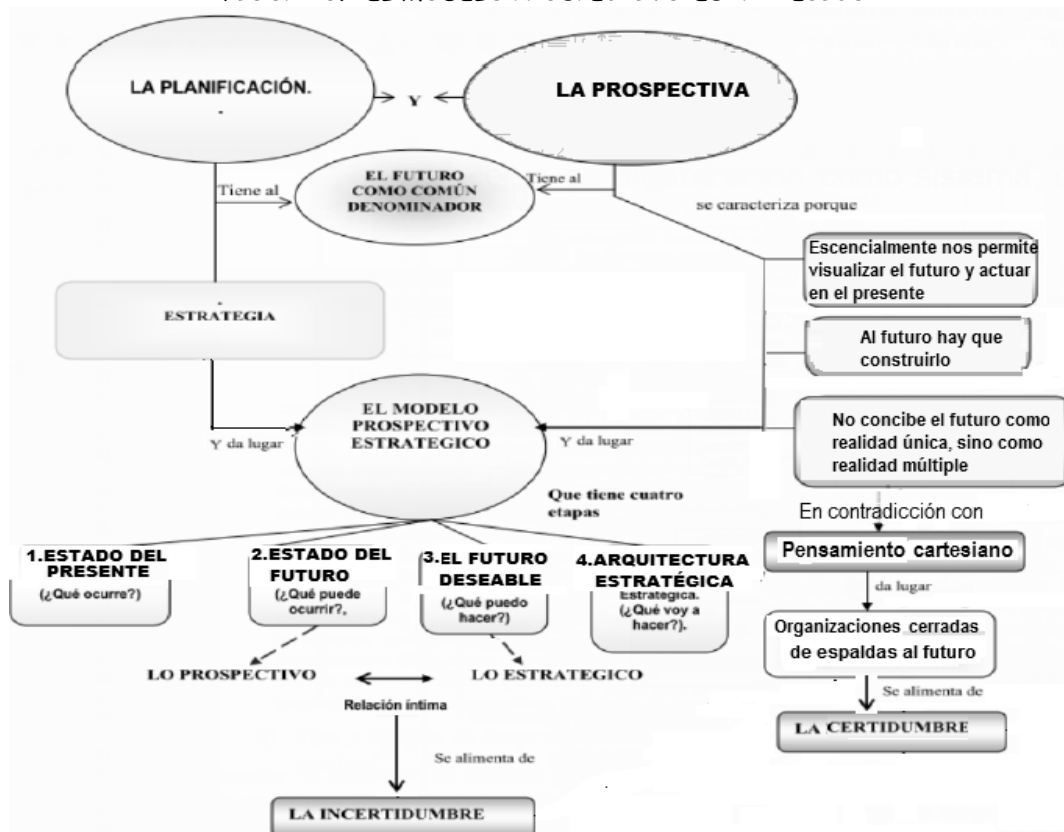 LA PLANIFICACIÓN.
Y
LA PROSPECTIVA
EL FUTURO
COMO COMÚN
DENOMINADOR
Tiene al
Tiene al
se caracteriza porque
Escencialmente nos permite
visualizar el futuro y actuar
en el presente
ESTRATEGIA
Al futuro hay que
construirlo
EL MODELO
PROSPECTIVO
ESTRATEGICO
Y da lugar
Y da lugar
No concibe el futuro como
realidad única, sino como
realidad múltiple
Que tiene cuatro
etapas
En contradicción con
Pensamiento cartesiano
1.ESTADO DEL
PRESENTE
(¿Qué ocurre?)
2.ESTADO DEL
FUTURO
(¿Qué puede
ocurrir?,
3.EL FUTURO
DESEABLE
(¿Qué puedo
hacer?)
4.ARQUITECTURA
ESTRATÉGICA
Estratégica.
(¿Qué voy a
hacer?).
da lugar
Organizaciones cerradas
de espaldas al futuro
LO PROSPECTIVO
LO ESTRATEGICO
Relación íntima
Se alimenta de
LA CERTIDUMBRE
Se alimenta de
LA INCERTIDUMBRE